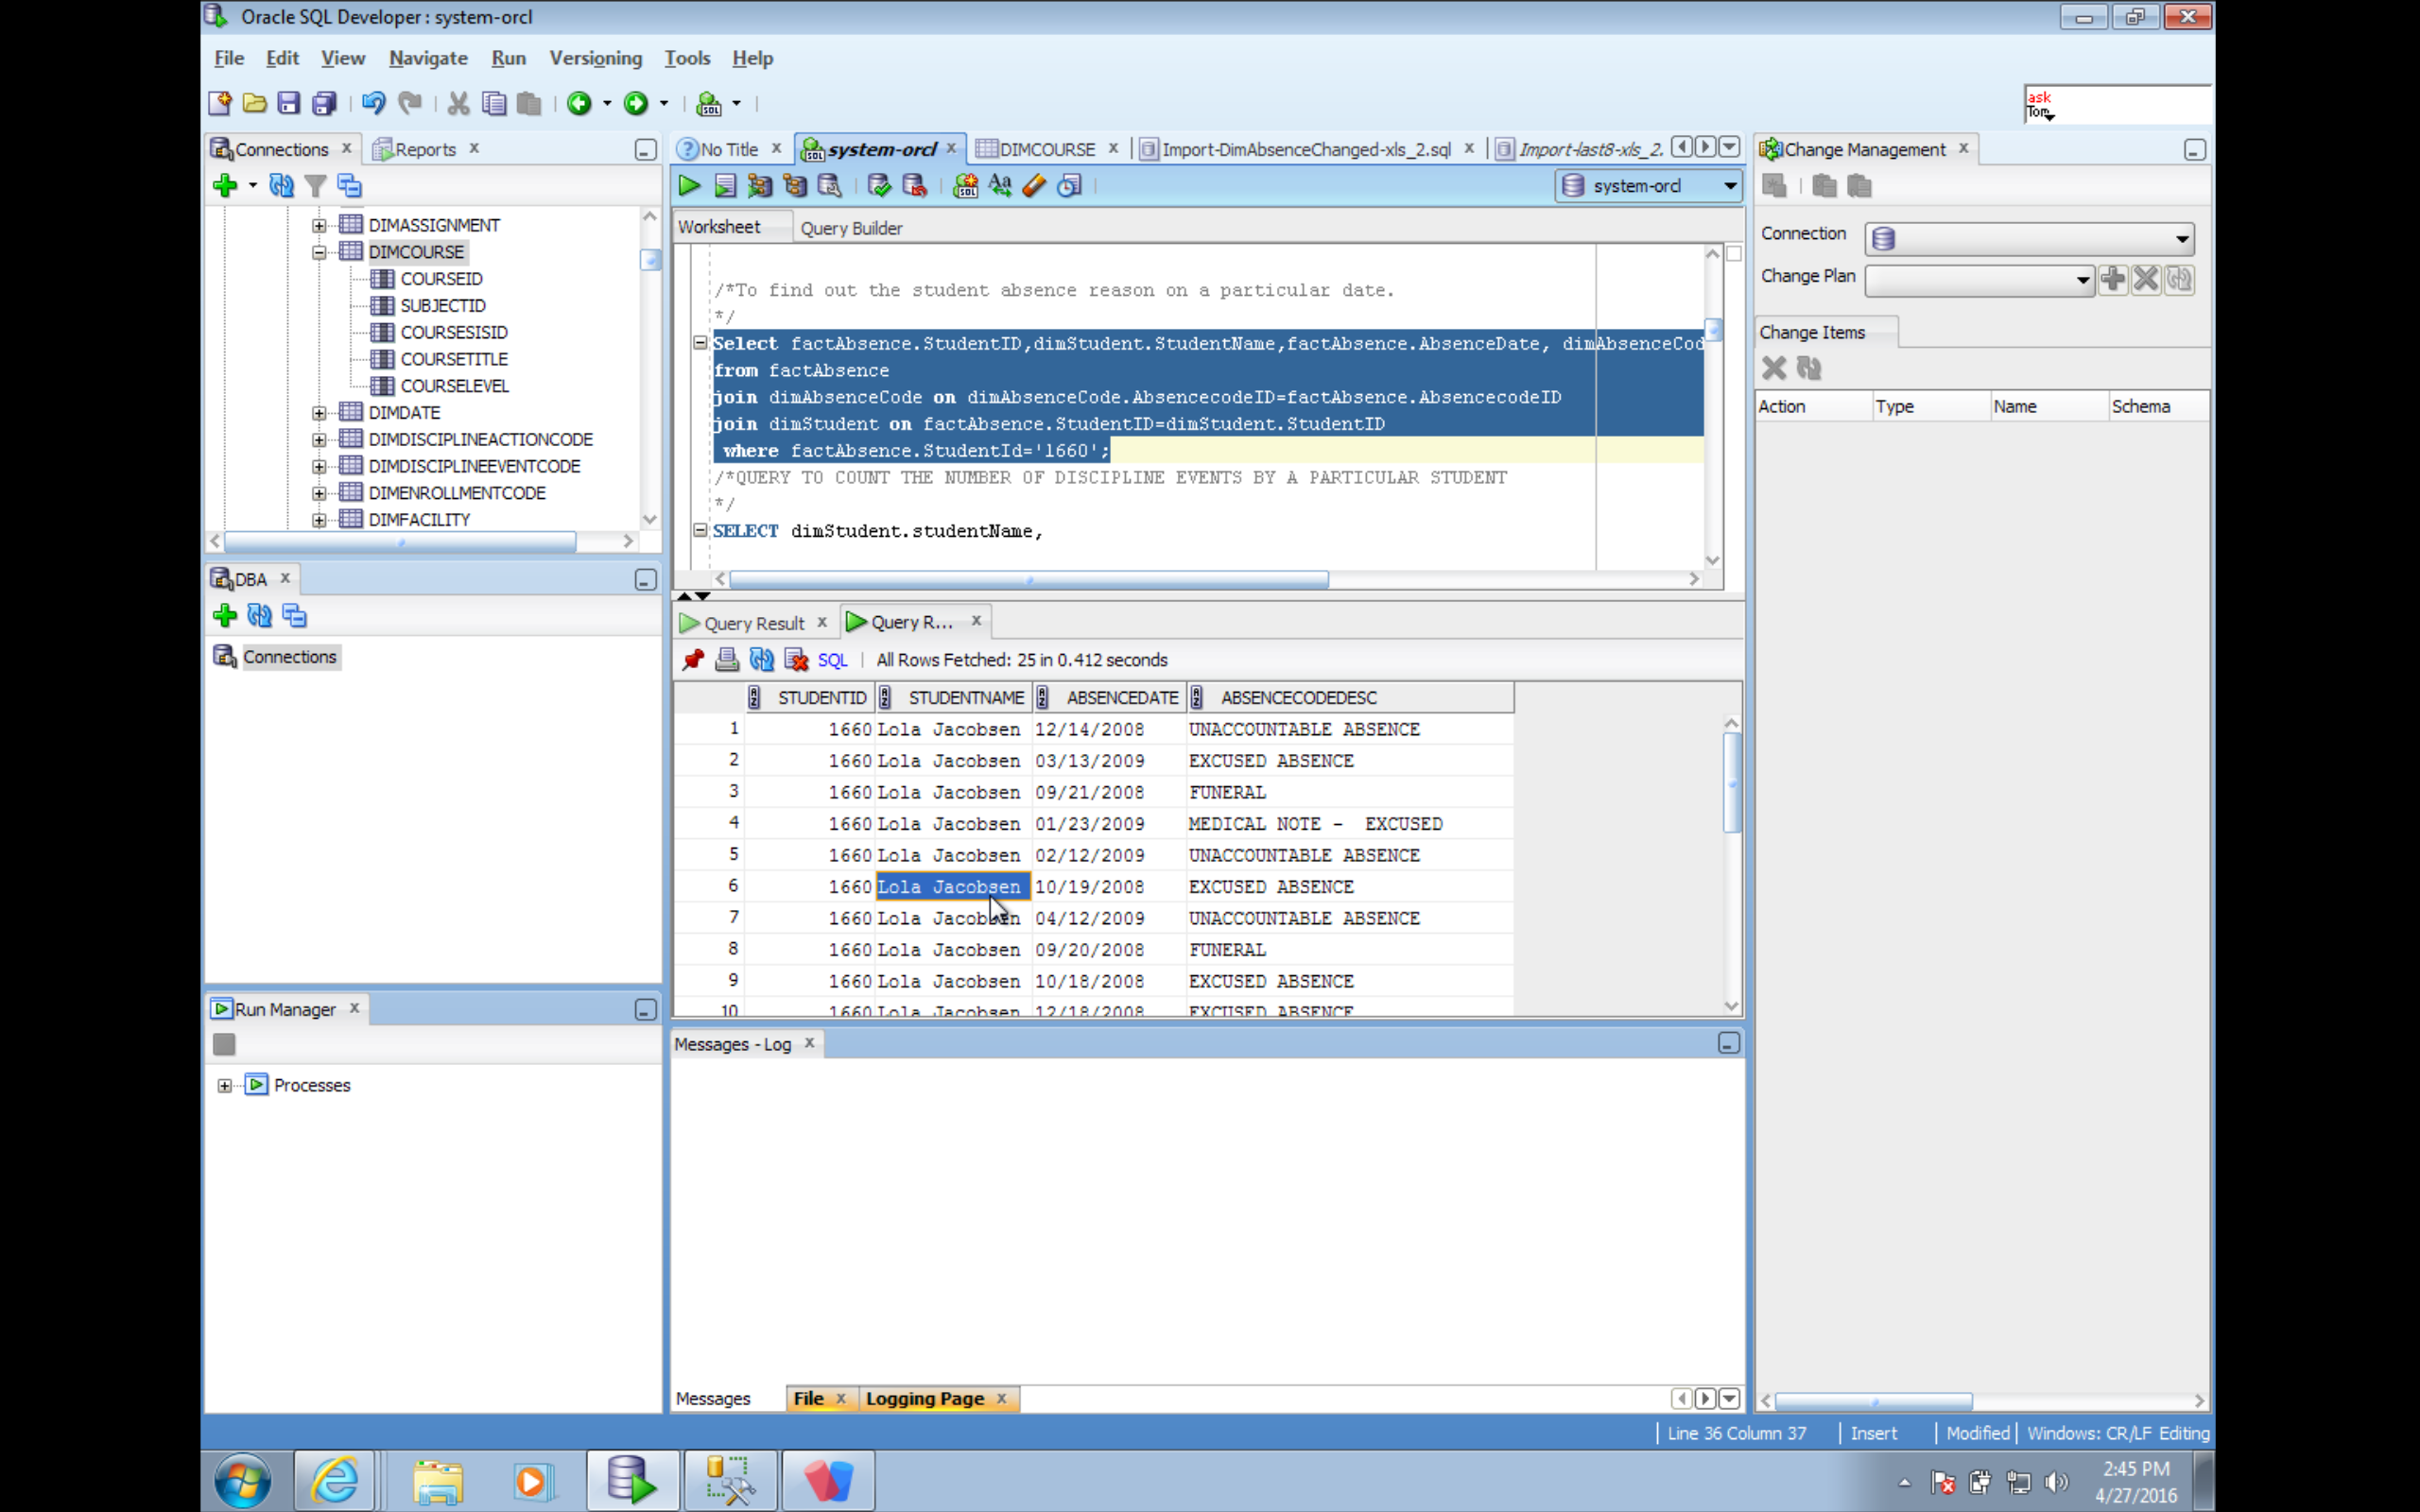 Oracle SQL Developer : system-orcl
File Edit View Navigate Run Versioning Tools Help
ask
Tom
Connections x Reports x
DIMASSIGNMENT
DIMCOURSE
COURSEID
SUBJECTID
COURSESISID
COURSETITLE
COURSELEVEL
DIMDATE
DIMDISCIPLINEACTIONCODE
DIMDISCIPLINEEVENTCODE
DIMENROLLMENTCODE
DIMFACILITY
DBA x
Connections
Run Manager x
Processes
No Title x system-orcl x DIMCOURSE x Import-DimAbsenceChanged-xls_2.sql x Import-last8-xls_2.
system-orcl
Worksheet Query Builder
/*To find out the student absence reason on a particular date.
*/
Select factAbsence.StudentID,dimStudent.StudentName,factAbsence.AbsenceDate, dimAbsenceCod
from factAbsence
join dimAbsenceCode on dimAbsenceCode.AbsencecodeID=factAbsence.AbsencecodeID
join dimStudent on factAbsence.StudentID=dimStudent.StudentID
where factAbsence.StudentId='1660';
/*QUERY TO COUNT THE NUMBER OF DISCIPLINE EVENTS BY A PARTICULAR STUDENT
*/
SELECT dimStudent.studentName,
Query Result x Query R... x
SQL All Rows Fetched: 25 in 0.412 seconds
STUDENTID STUDENTNAME ABSENCEDATE ABSENCECODEDESC
1 1660 Lola Jacobsen 12/14/2008 UNACCOUNTABLE ABSENCE
2 1660 Lola Jacobsen 03/13/2009 EXCUSED ABSENCE
3 1660 Lola Jacobsen 09/21/2008 FUNERAL
4 1660 Lola Jacobsen 01/23/2009 MEDICAL NOTE - EXCUSED
5 1660 Lola Jacobsen 02/12/2009 UNACCOUNTABLE ABSENCE
6 1660 Lola Jacobsen 10/19/2008 EXCUSED ABSENCE
7 1660 Lola Jacobsen 04/12/2009 UNACCOUNTABLE ABSENCE
8 1660 Lola Jacobsen 09/20/2008 FUNERAL
9 1660 Lola Jacobsen 10/18/2008 EXCUSED ABSENCE
10 1660 Lola Jacobsen 12/18/2008 EXCUSED ABSENCE
Messages - Log x
Messages File x Logging Page x
Change Management x
Connection
Change Plan
Change Items
Action Type Name Schema
Line 36 Column 37 Insert Modified Windows: CR/LF Editing
2:45 PM
4/27/2016